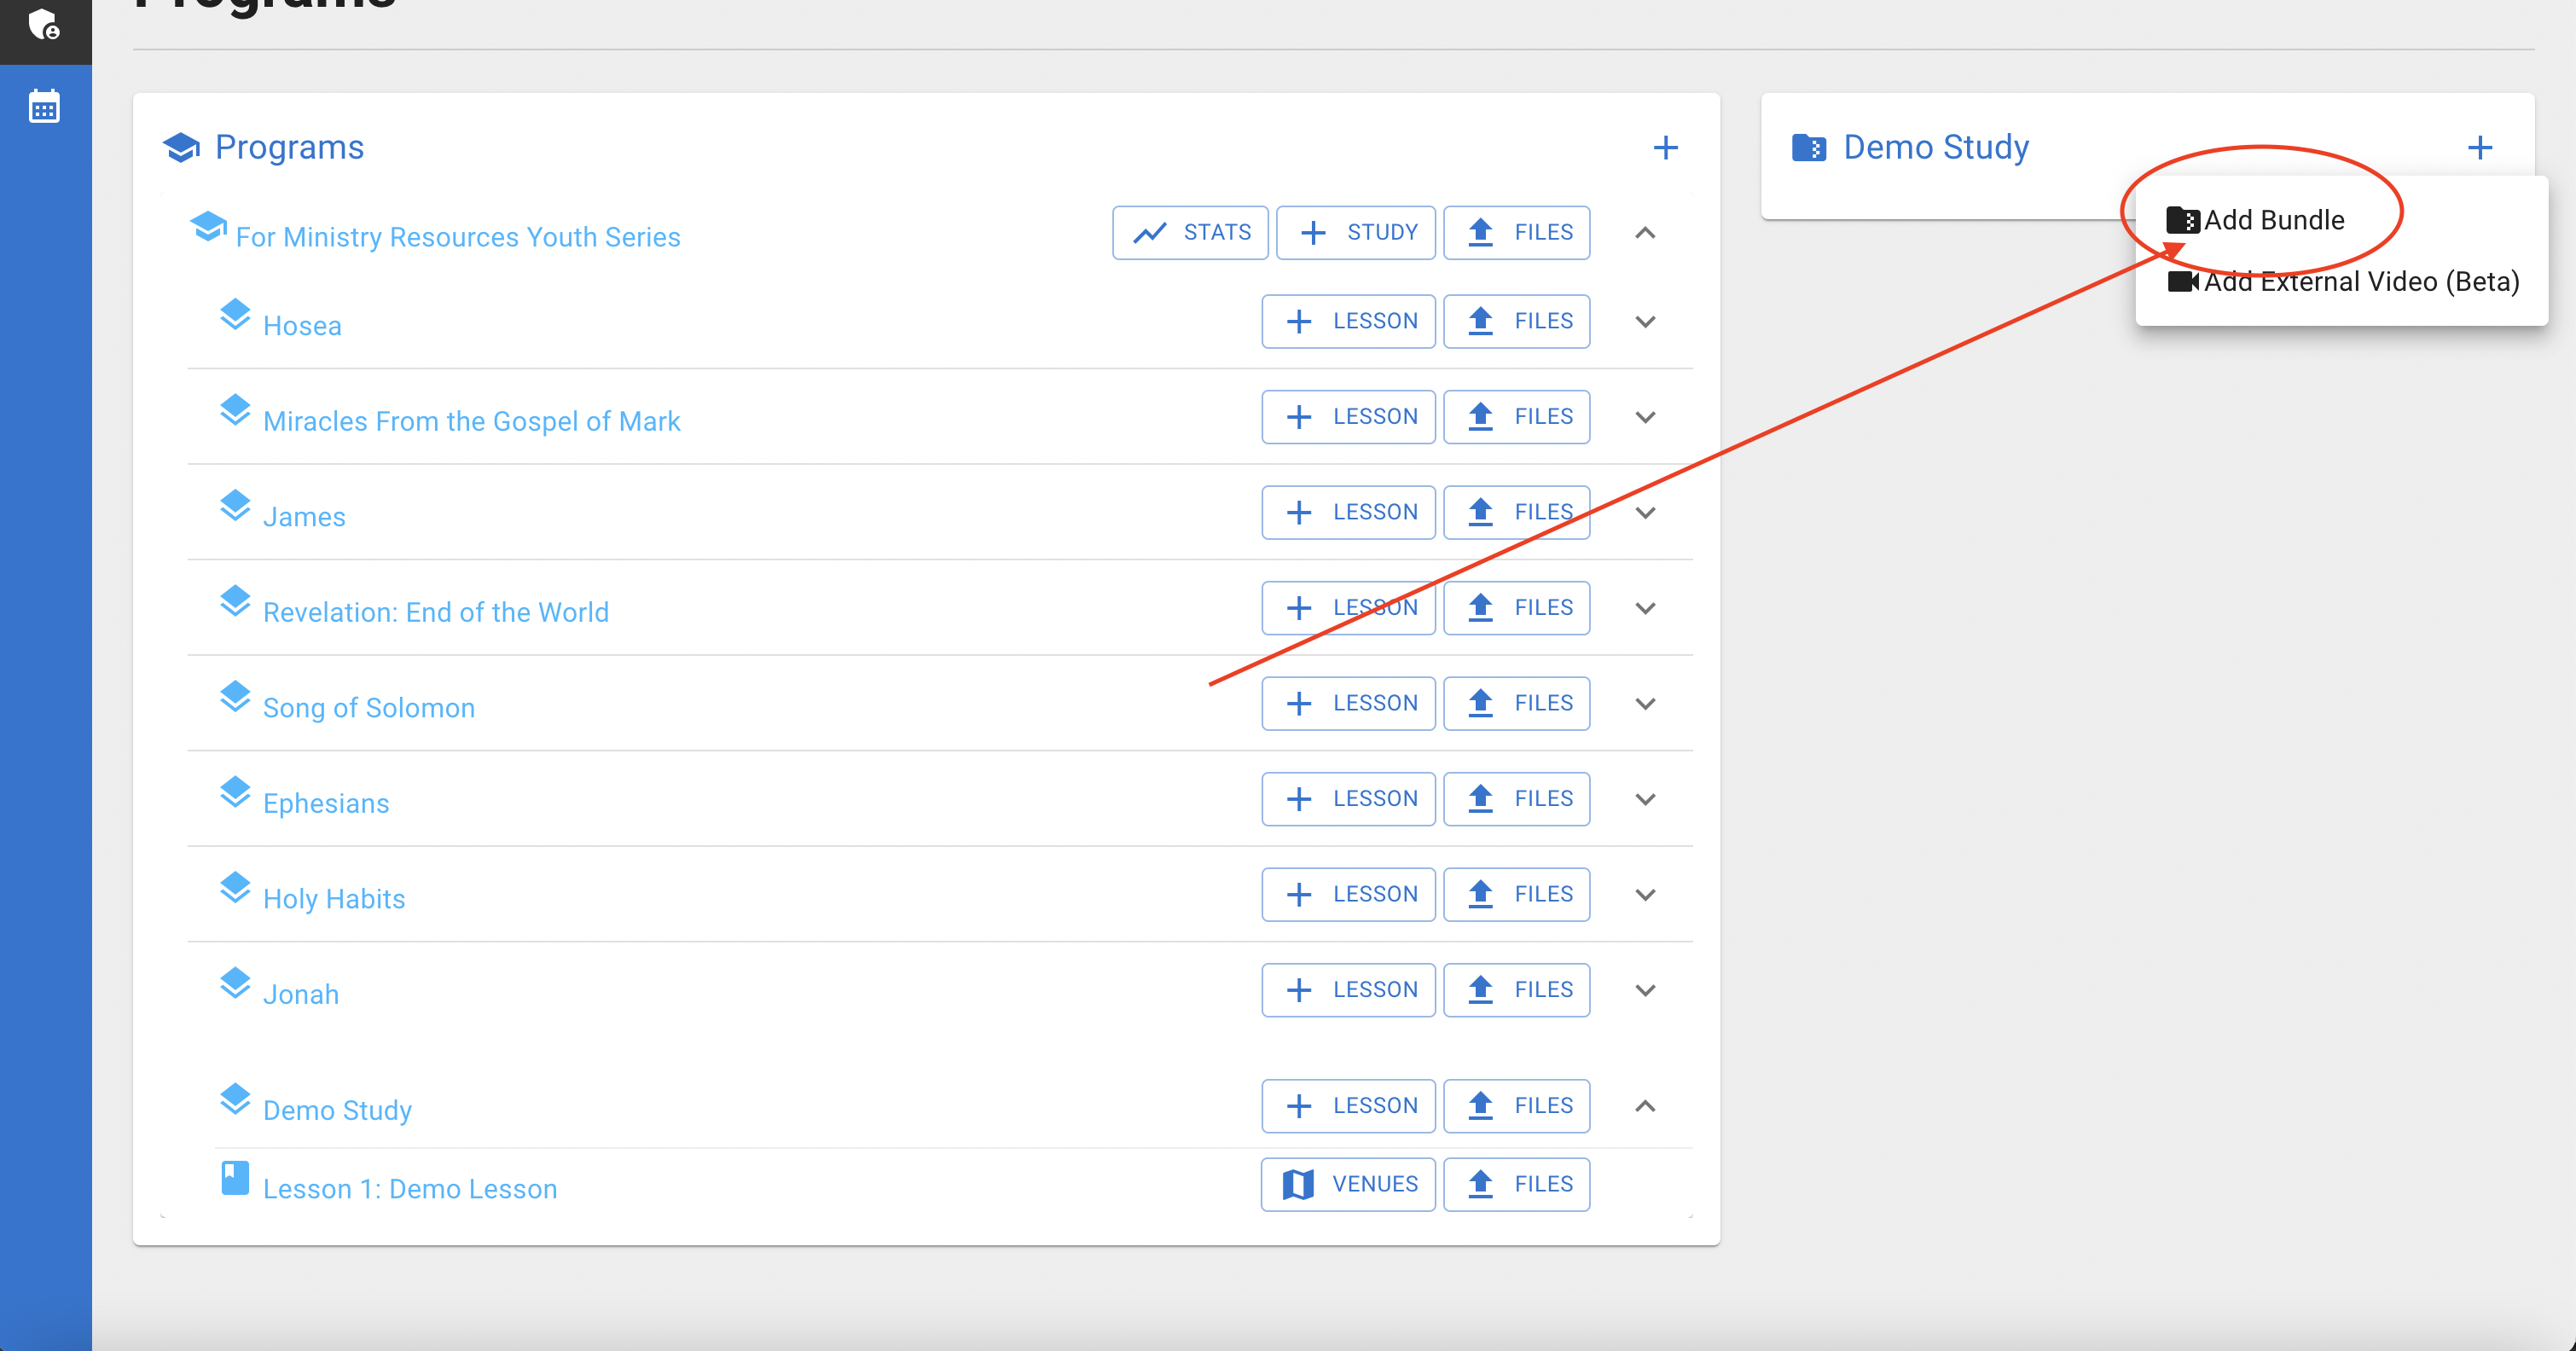 Programs
Programs
For Ministry Resources Youth Series
STATS
STUDY
FILES
Hosea
LESSON
FILES
Miracles From the Gospel of Mark
LESSON
FILES
James
LESSON
FILES
Revelation: End of the World
LESSON
FILES
Song of Solomon
LESSON
FILES
Ephesians
LESSON
FILES
Holy Habits
LESSON
FILES
Jonah
LESSON
FILES
Demo Study
LESSON
FILES
Lesson 1: Demo Lesson
VENUES
FILES
Demo Study
Add Bundle
Add External Video (Beta)